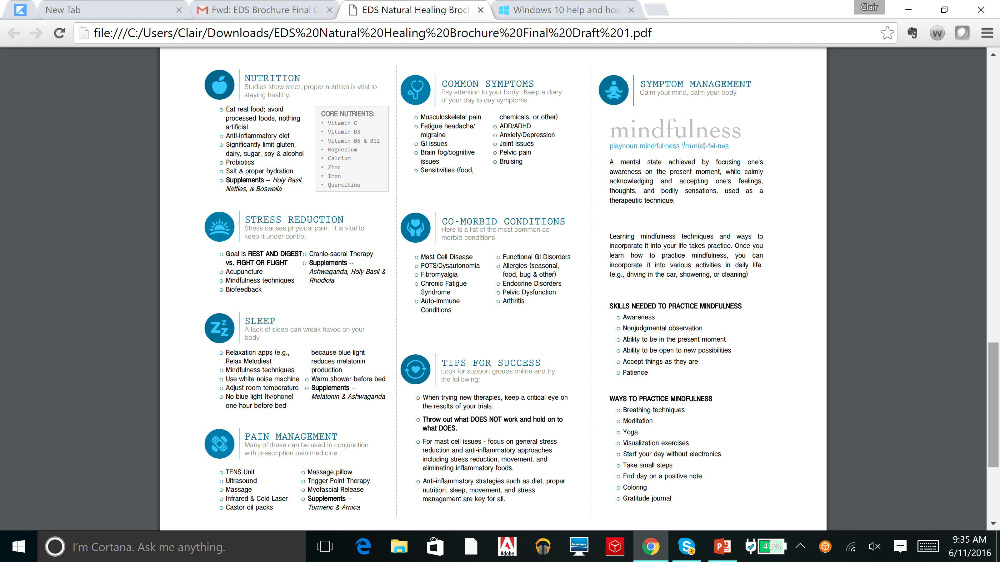 New Tab
Fwd: EDS Brochure Final D
EDS Natural Healing Broch
Windows 10 help and how
Clair
file:///C:/Users/Clair/Downloads/EDS%20Natural%20Healing%20Brochure%20Final%20Draft%201.pdf
W
NUTRITION
Studies show strict, proper nutrition is vital to
staying healthy.
Eat real food; avoid
processed foods, nothing
artificial
Anti-inflammatory diet
Significantly limit gluten,
dairy, sugar, soy & alcohol
Probiotics
Salt & proper hydration
Supplements -- Holy Basil,
Nettles, & Boswella
CORE NUTRIENTS:
• Vitamin C
• Vitamin D3
• Vitamin B6 & B12
• Magnesium
• Calcium
• Zinc
• Iron
• Quercitine
STRESS REDUCTION
Stress causes physical pain. It is vital to
keep it under control.
Goal is REST AND DIGEST
vs. FIGHT OR FLIGHT
Acupuncture
Mindfulness techniques
Biofeedback
Cranio-sacral Therapy
Supplements --
Ashwaganda, Holy Basil &
Rhodiola
zzz
SLEEP
A lack of sleep can wreak havoc on your
body.
Relaxation apps (e.g.,
Relax Melodies)
Mindfulness techniques
Use white noise machine
Adjust room temperature
No blue light (tv/phone)
one hour before bed
because blue light
reduces melatonin
production
Warm shower before bed
Supplements --
Melatonin & Ashwaganda
PAIN MANAGEMENT
Many of these can be used in conjunction
with prescription pain medicine.
TENS Unit
Ultrasound
Massage
Infrared & Cold Laser
Castor oil packs
Massage pillow
Trigger Point Therapy
Myofascial Release
Supplements --
Turmeric & Arnica
COMMON SYMPTOMS
Pay attention to your body. Keep a diary
of your day to day symptoms.
Musculoskeletal pain
Fatigue headache/
migraine
GI issues
Brain fog/cognitive
issues
Sensitivities (food,
chemicals, or other)
ADD/ADHD
Anxiety/Depression
Joint issues
Pelvic pain
Bruising
CO-MORBID CONDITIONS
Here is a list of the most common co-
morbid conditions.
Mast Cell Disease
POTS/Dysautonomia
Fibromyalgia
Chronic Fatigue
Syndrome
Auto-Immune
Conditions
Functional GI Disorders
Allergies (seasonal,
food, bug & other)
Endocrine Disorders
Pelvic Dysfunction
Arthritis
TIPS FOR SUCCESS
Look for support groups online and try
the following:
When trying new therapies, keep a critical eye on
the results of your trials.
Throw out what DOES NOT work and hold on to
what DOES.
For mast cell issues - focus on general stress
reduction and anti-inflammatory approaches
including stress reduction, movement, and
eliminating inflammatory foods.
Anti-inflammatory strategies such as diet, proper
nutrition, sleep, movement, and stress
management are key for all.
SYMPTOM MANAGEMENT
Calm your mind, calm your body.
mindfulness
playnoun mind·ful·ness \ˈmīn(d)-fəl-nəs
A mental state achieved by focusing one's
awareness on the present moment, while calmly
acknowledging and accepting one's feelings,
thoughts, and bodily sensations, used as a
therapeutic technique.
Learning mindfulness techniques and ways to
incorporate it into your life takes practice. Once you
learn how to practice mindfulness, you can
incorporate it into various activities in daily life.
(e.g., driving in the car, showering, or cleaning)
SKILLS NEEDED TO PRACTICE MINDFULNESS
Awareness
Nonjudgmental observation
Ability to be in the present moment
Ability to be open to new possibilities
Accept things as they are
Patience
WAYS TO PRACTICE MINDFULNESS
Breathing techniques
Meditation
Yoga
Visualization exercises
Start your day without electronics
Take small steps
End day on a positive note
Coloring
Gratitude journal
I'm Cortana. Ask me anything.
Adobe
lenovo
S
2
P
49%
9:35 AM
6/11/2016